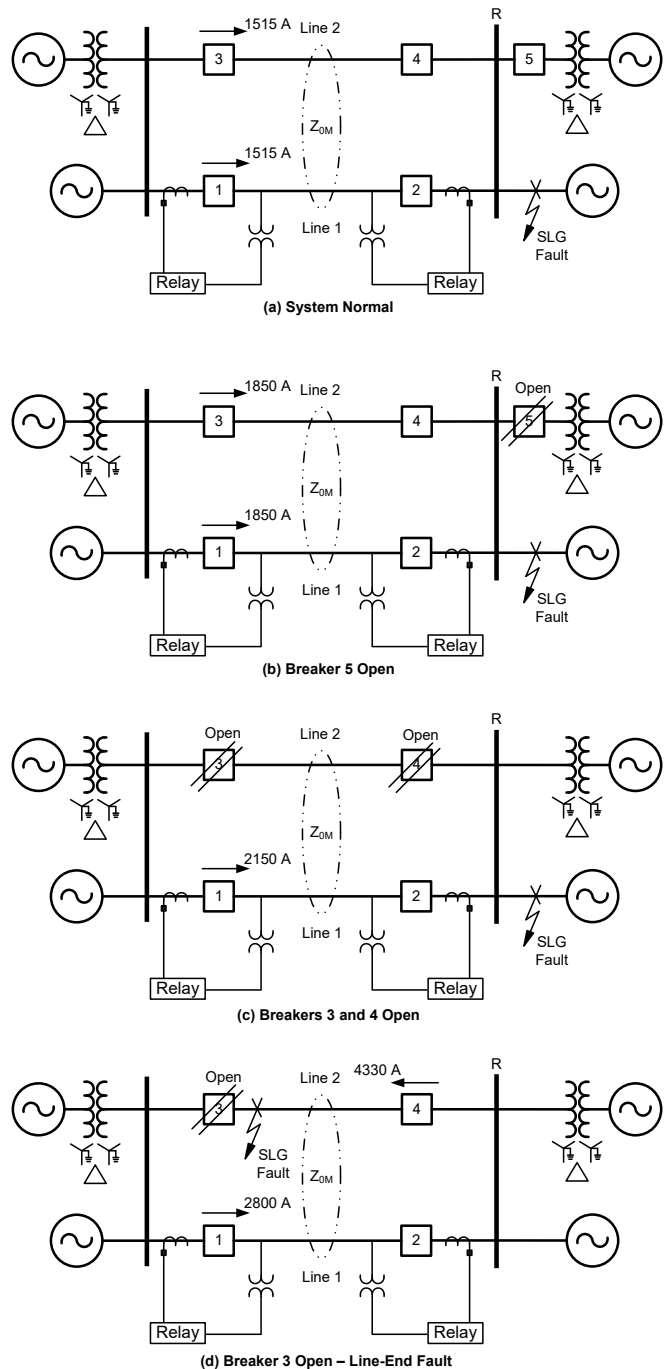 1515 A
Line 2
R
3
4
5
Z0M
1515 A
1
2
Line 1
SLG
Fault
Relay
Relay
(a) System Normal
R
1850 A
Line 2
Open
3
4
5
Z0M
1850 A
1
2
Line 1
SLG
Fault
Relay
Relay
(b) Breaker 5 Open
R
Open
Line 2
Open
3
4
Z0M
2150 A
1
2
Line 1
SLG
Fault
Relay
Relay
(c) Breakers 3 and 4 Open
4330 A
R
Open
Line 2
3
4
SLG
Fault
Z0M
2800 A
1
2
Line 1
Relay
Relay
(d) Breaker 3 Open – Line-End Fault